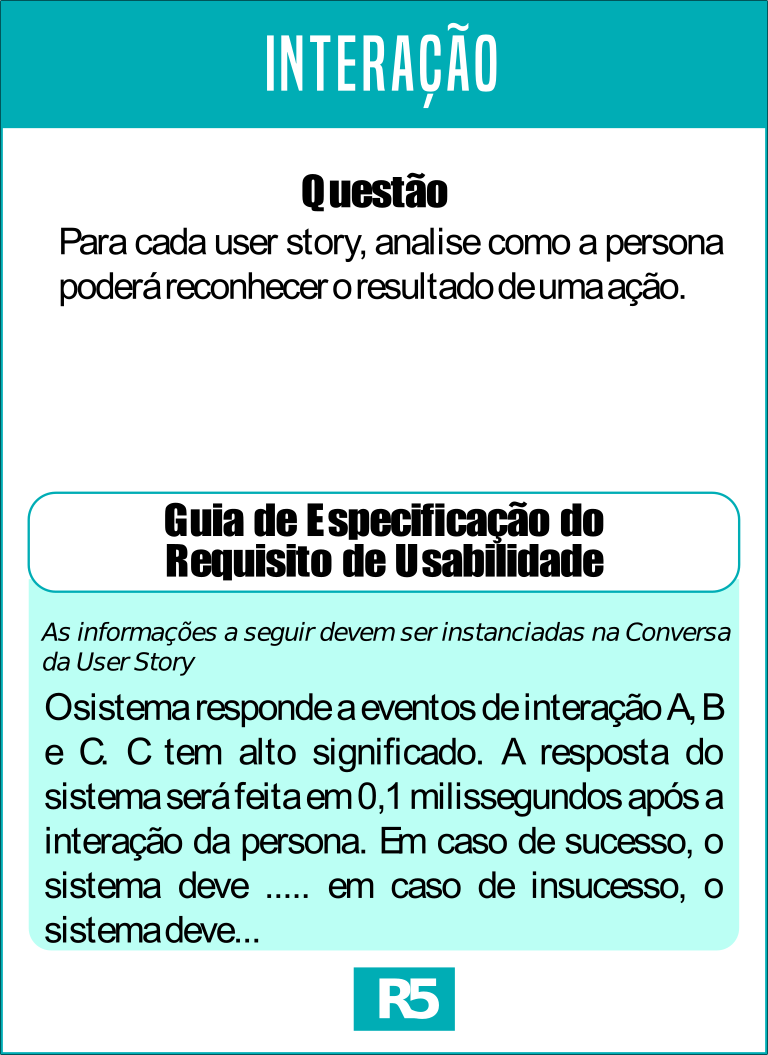 INTERAÇÃO
Questão
Para cada user story, analise como a persona
poderá reconhecer o resultado de uma ação.
Guia de Especificação do
Requisito de Usabilidade
As informações a seguir devem ser instanciadas na Conversa
da User Story
O sistema responde a eventos de interação A, B
e C. C tem alto significado. A resposta do
sistema será feita em 0,1 milissegundos após a
interação da persona. Em caso de sucesso, o
sistema deve ..... em caso de insucesso, o
sistema deve...
R5